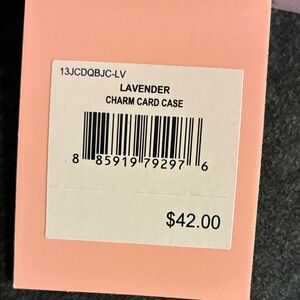 13JCDQBJC-LV
LAVENDER
CHARM CARD CASE
8 85919 79297 6
$42.00